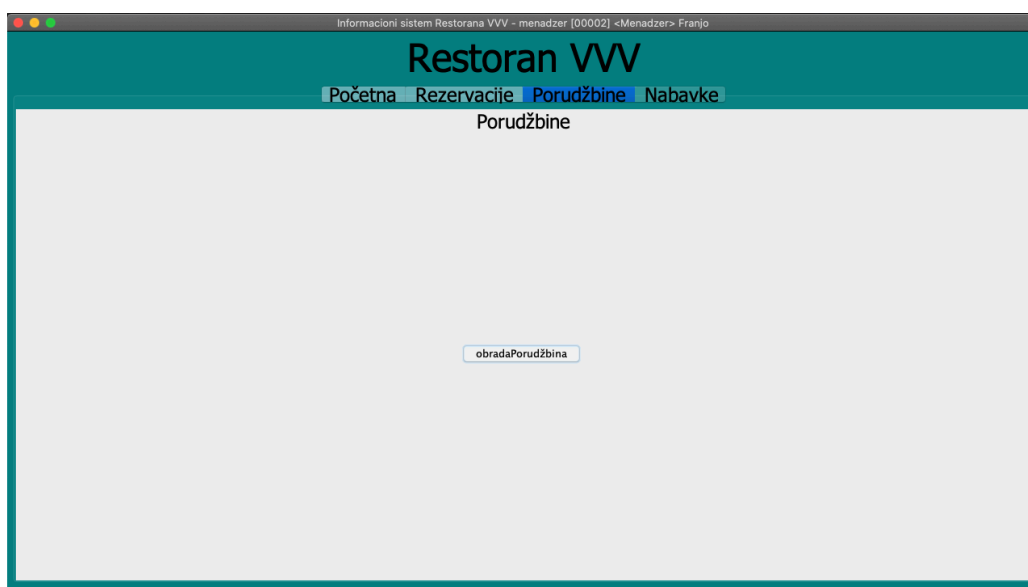 Informacioni sistem Restorana VVV - menadzer [00002] <Menadzer> Franjo
Restoran VVV
Početna Rezervacije Porudžbine Nabavke
Porudžbine
obradaPorudžbina